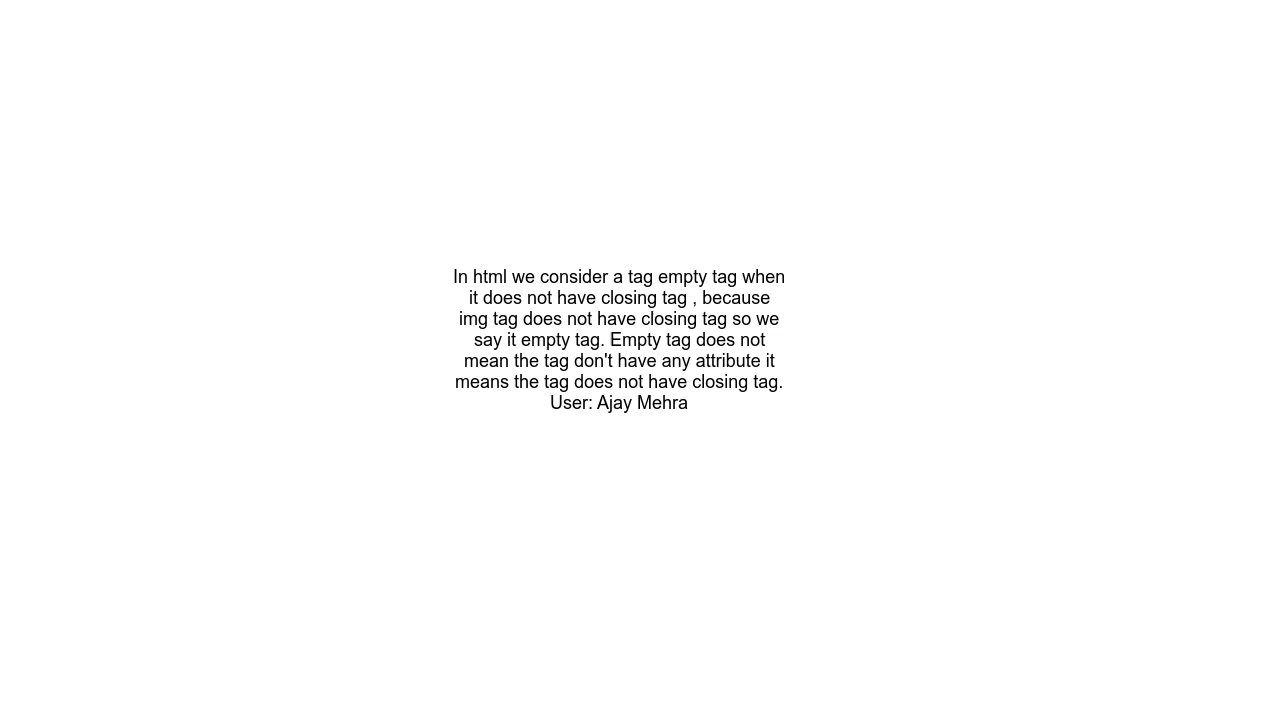 In html we consider a tag empty tag when
it does not have closing tag , because
img tag does not have closing tag so we
say it empty tag. Empty tag does not
mean the tag don't have any attribute it
means the tag does not have closing tag.
User: Ajay Mehra